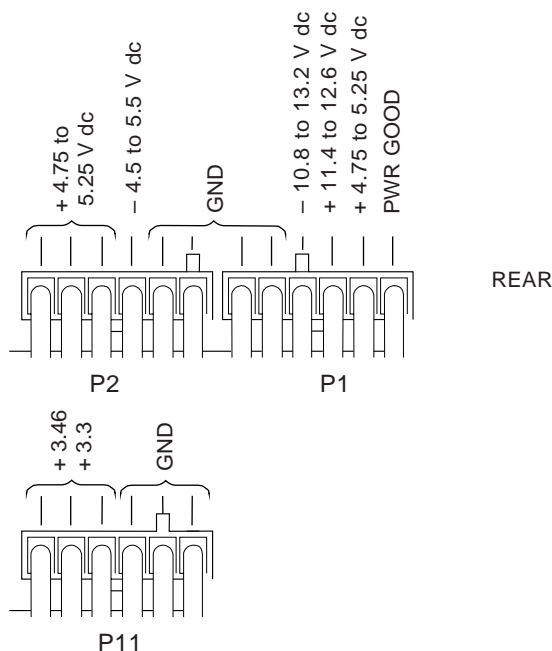 + 4.75 to
5.25 V dc
– 4.5 to 5.5 V dc
GND
– 10.8 to 13.2 V dc
+ 11.4 to 12.6 V dc
+ 4.75 to 5.25 V dc
PWR GOOD
REAR
P2
P1
+ 3.46
+ 3.3
GND
P11